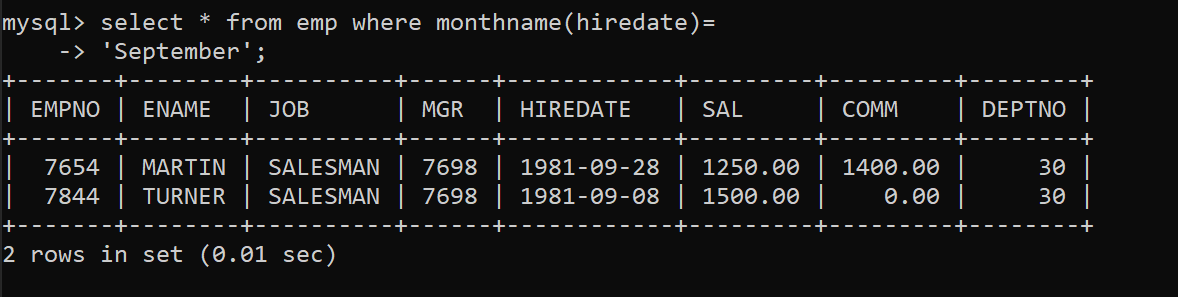 mysql> select * from emp where monthname(hiredate)=
    -> 'September';
+-------+--------+----------+------+------------+---------+---------+--------+
| EMPNO | ENAME  | JOB      | MGR  | HIREDATE   | SAL     | COMM    | DEPTNO |
+-------+--------+----------+------+------------+---------+---------+--------+
|  7654 | MARTIN | SALESMAN | 7698 | 1981-09-28 | 1250.00 | 1400.00 |     30 |
|  7844 | TURNER | SALESMAN | 7698 | 1981-09-08 | 1500.00 |    0.00 |     30 |
+-------+--------+----------+------+------------+---------+---------+--------+
2 rows in set (0.01 sec)